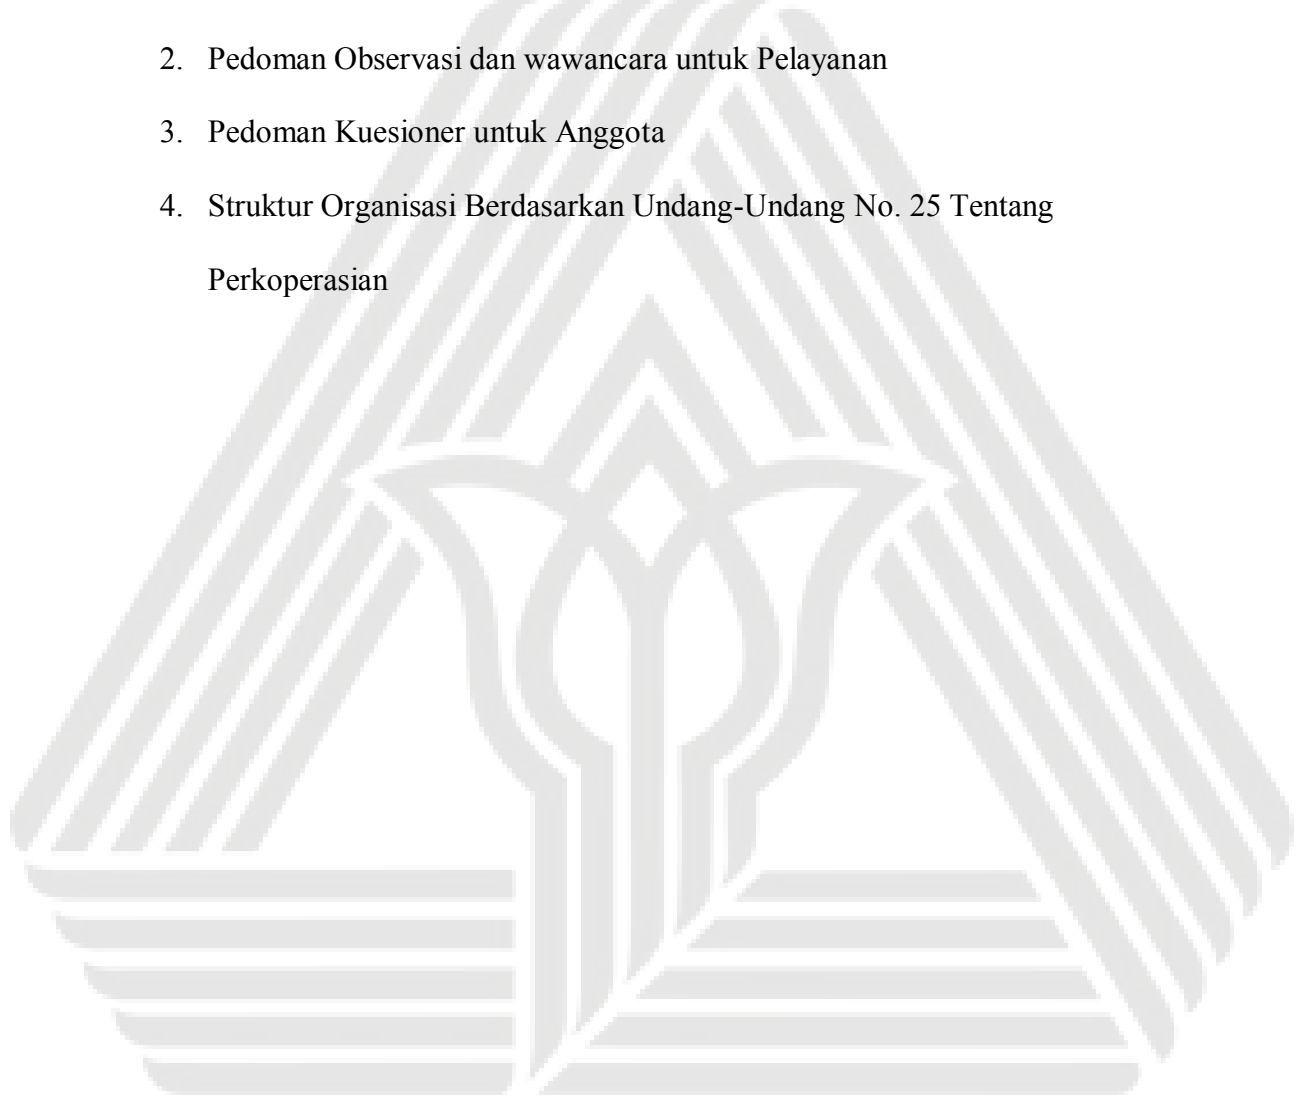 2. Pedoman Observasi dan wawancara untuk Pelayanan
3. Pedoman Kuesioner untuk Anggota
4. Struktur Organisasi Berdasarkan Undang-Undang No. 25 Tentang
Perkoperasian